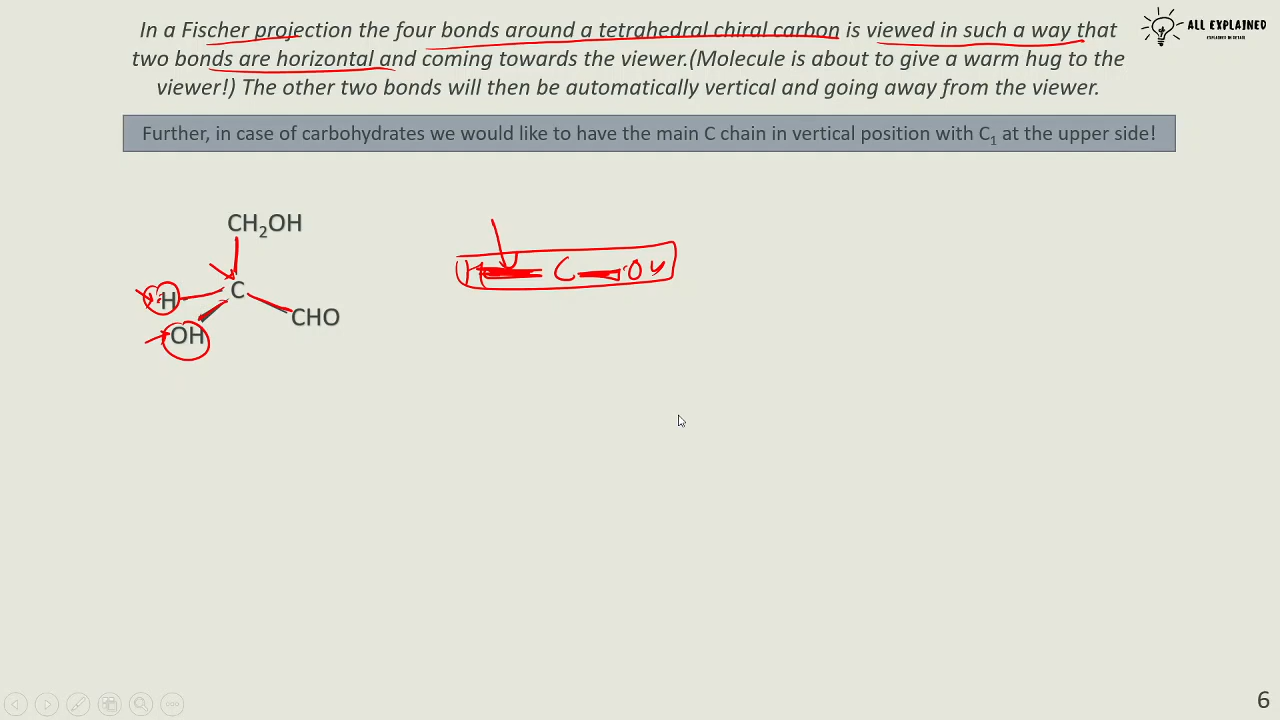 In a Fischer projection the four bonds around a tetrahedral chiral carbon is viewed in such a way that
two bonds are horizontal and coming towards the viewer.(Molecule is about to give a warm hug to the
viewer!) The other two bonds will then be automatically vertical and going away from the viewer.
ALL EXPLAINED
EXPLAINED IN DETAIL
Further, in case of carbohydrates we would like to have the main C chain in vertical position with C₁ at the upper side!
CH₂OH
H C OH
C
H
CHO
OH
6